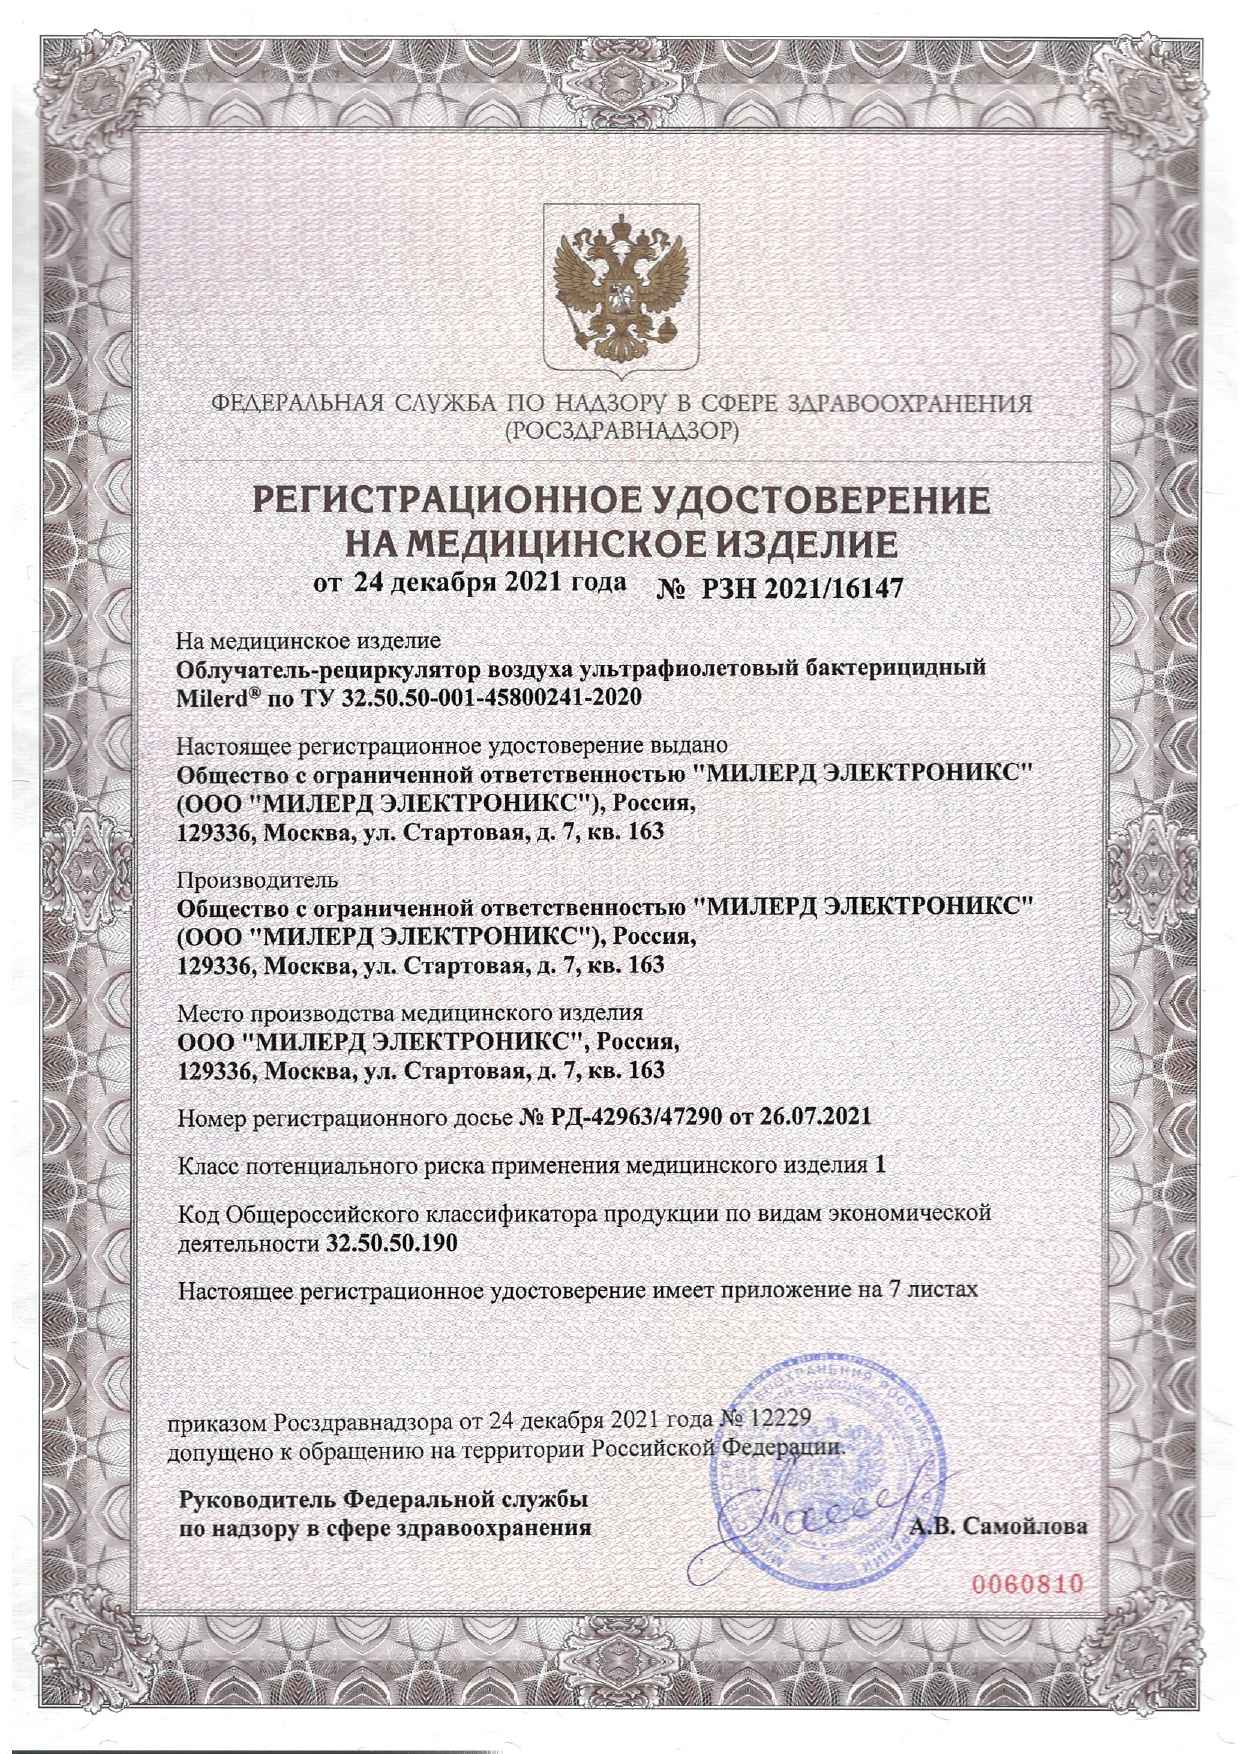 ФЕДЕРАЛЬНАЯ СЛУЖБА ПО НАДЗОРУ В СФЕРЕ ЗДРАВООХРАНЕНИЯ
(РОСЗДРАВНАДЗОР)
РЕГИСТРАЦИОННОЕ УДОСТОВЕРЕНИЕ
НА МЕДИЦИНСКОЕ ИЗДЕЛИЕ
от 24 декабря 2021 года № РЗН 2021/16147
На медицинское изделие
Облучатель-рециркулятор воздуха ультрафиолетовый бактерицидный
Milerd® по ТУ 32.50.50-001-45800241-2020
Настоящее регистрационное удостоверение выдано
Общество с ограниченной ответственностью "МИЛЕРД ЭЛЕКТРОНИКС"
(ООО "МИЛЕРД ЭЛЕКТРОНИКС"), Россия,
129336, Москва, ул. Стартовая, д. 7, кв. 163
Производитель
Общество с ограниченной ответственностью "МИЛЕРД ЭЛЕКТРОНИКС"
(ООО "МИЛЕРД ЭЛЕКТРОНИКС"), Россия,
129336, Москва, ул. Стартовая, д. 7, кв. 163
Место производства медицинского изделия
ООО "МИЛЕРД ЭЛЕКТРОНИКС", Россия,
129336, Москва, ул. Стартовая, д. 7, кв. 163
Номер регистрационного досье № РД-42963/47290 от 26.07.2021
Класс потенциального риска применения медицинского изделия 1
Код Общероссийского классификатора продукции по видам экономической
деятельности 32.50.50.190
Настоящее регистрационное удостоверение имеет приложение на 7 листах
приказом Росздравнадзора от 24 декабря 2021 года № 12229
допущено к обращению на территории Российской Федерации.
Руководитель Федеральной службы
по надзору в сфере здравоохранения
А.В. Самойлова
0060810